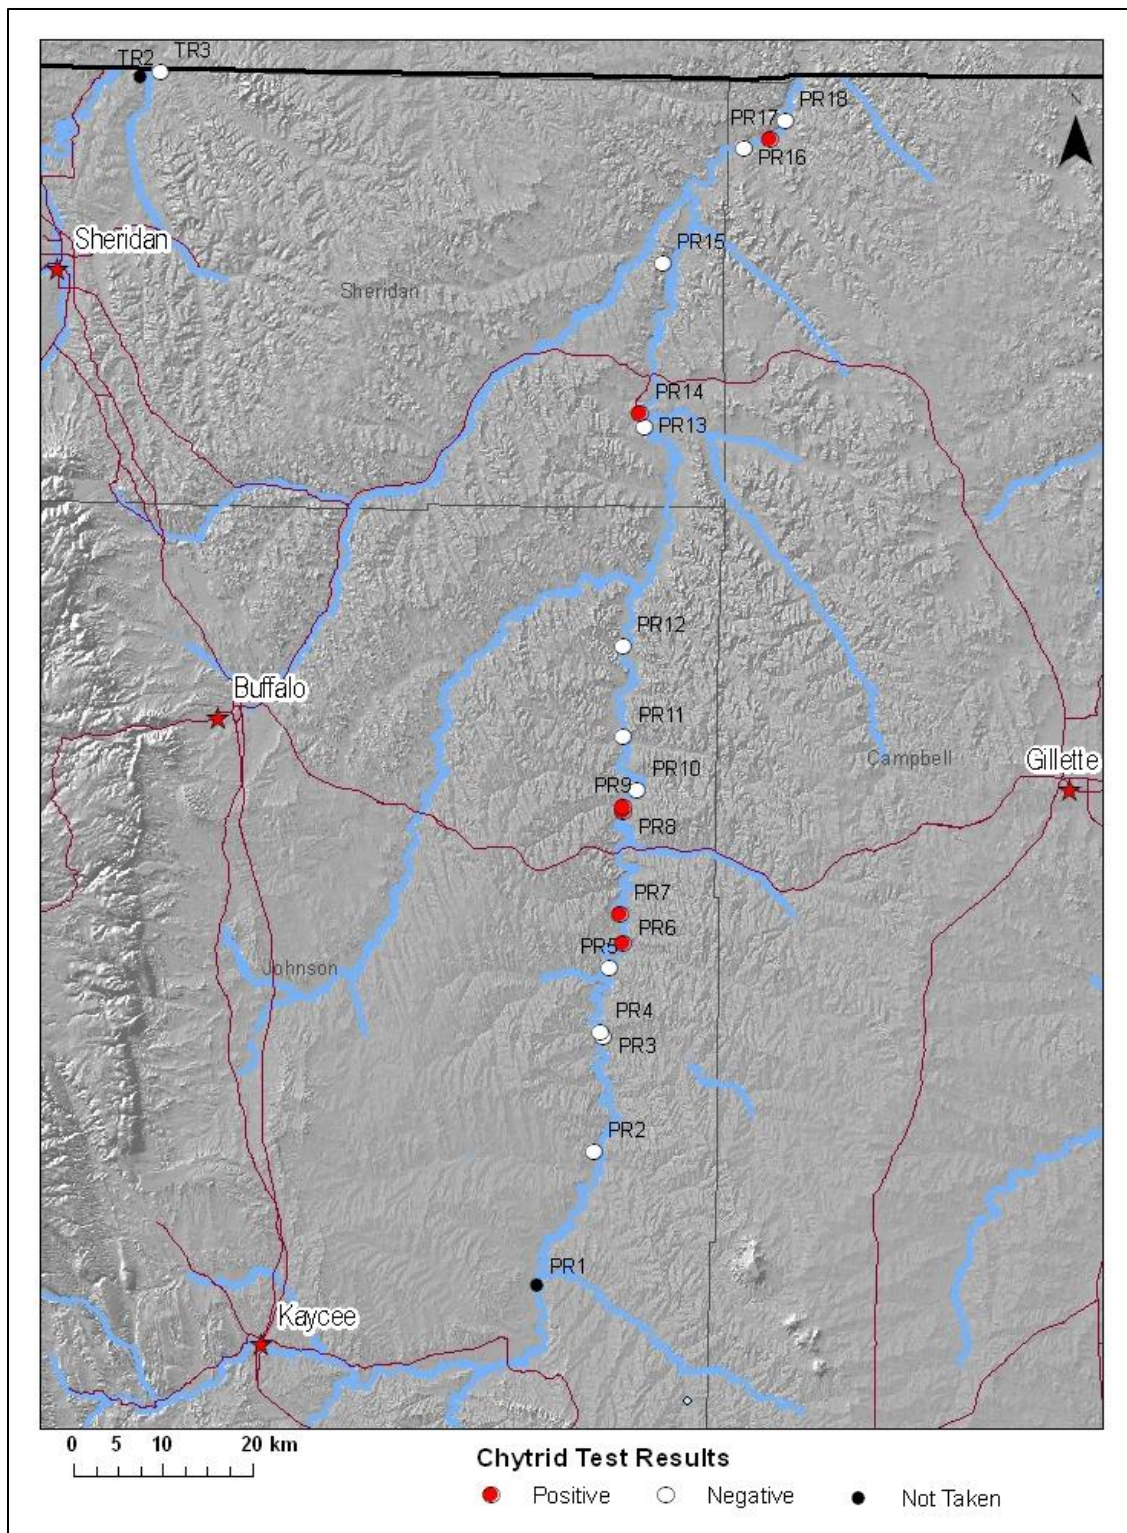 TR2
TR3
N
PR18
PR17
PR16
Sheridan
PR15
Sheridan
PR14
PR13
PR12
Buffalo
PR11
Campbell
Gillette
PR10
PR9
PR8
PR7
PR6
PR5
Johnson
PR4
PR3
PR2
PR1
Kaycee
0 5 10 20 km
Chytrid Test Results
Positive Negative Not Taken